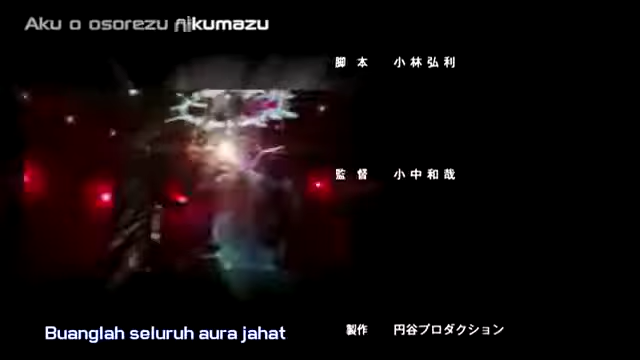 Aku o osorezu nikumazu
脚 本 小 林 弘 利
監 督 小 中 和 哉
Buanglah seluruh aura jahat
製作 円谷プロダクション